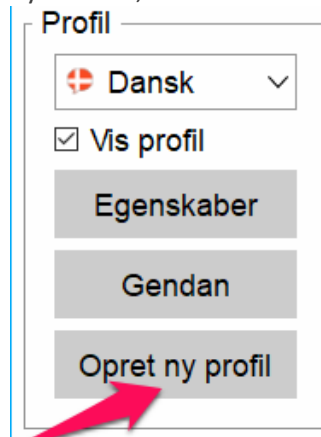 Profil
Dansk
Vis profil
Egenskaber
Gendan
Opret ny profil